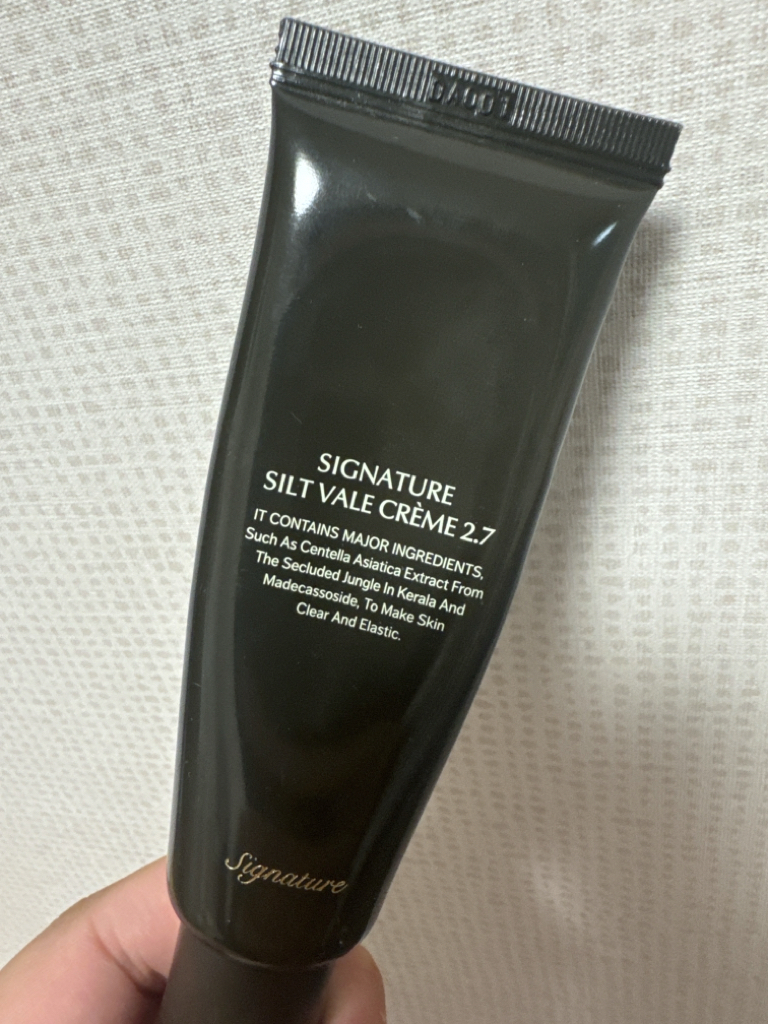 SIGNATURE
SILT VALE CRÈME 2.7
IT CONTAINS MAJOR INGREDIENTS,
Such As Centella Asiatica Extract From
The Secluded Jungle In Kerala And
Madecassoside, To Make Skin
Clear And Elastic.
Signature